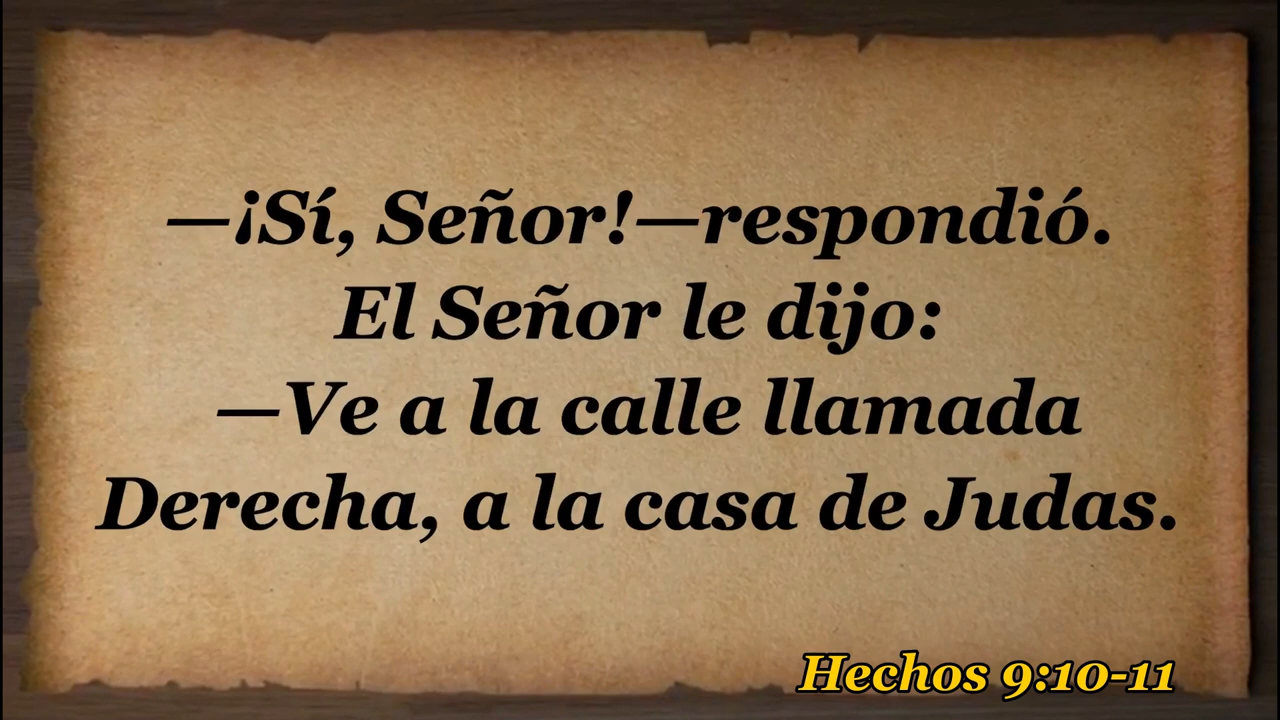 —¡Sí, Señor!—respondió.
El Señor le dijo:
—Ve a la calle llamada
Derecha, a la casa de Judas.
Hechos 9:10-11